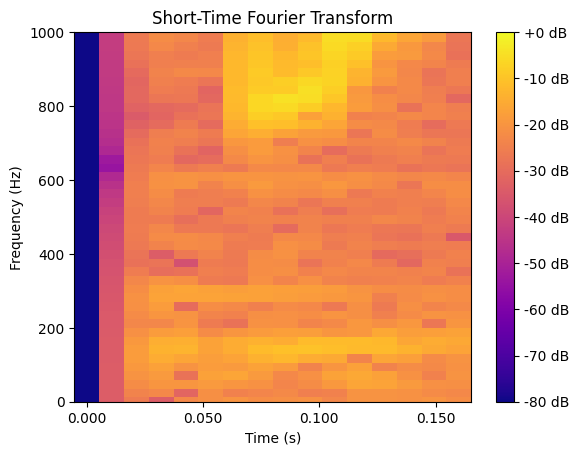 Short-Time Fourier Transform
1000
800
600
400
200
0
Frequency (Hz)
0.000
0.050
0.100
0.150
Time (s)
+0 dB
-10 dB
-20 dB
-30 dB
-40 dB
-50 dB
-60 dB
-70 dB
-80 dB